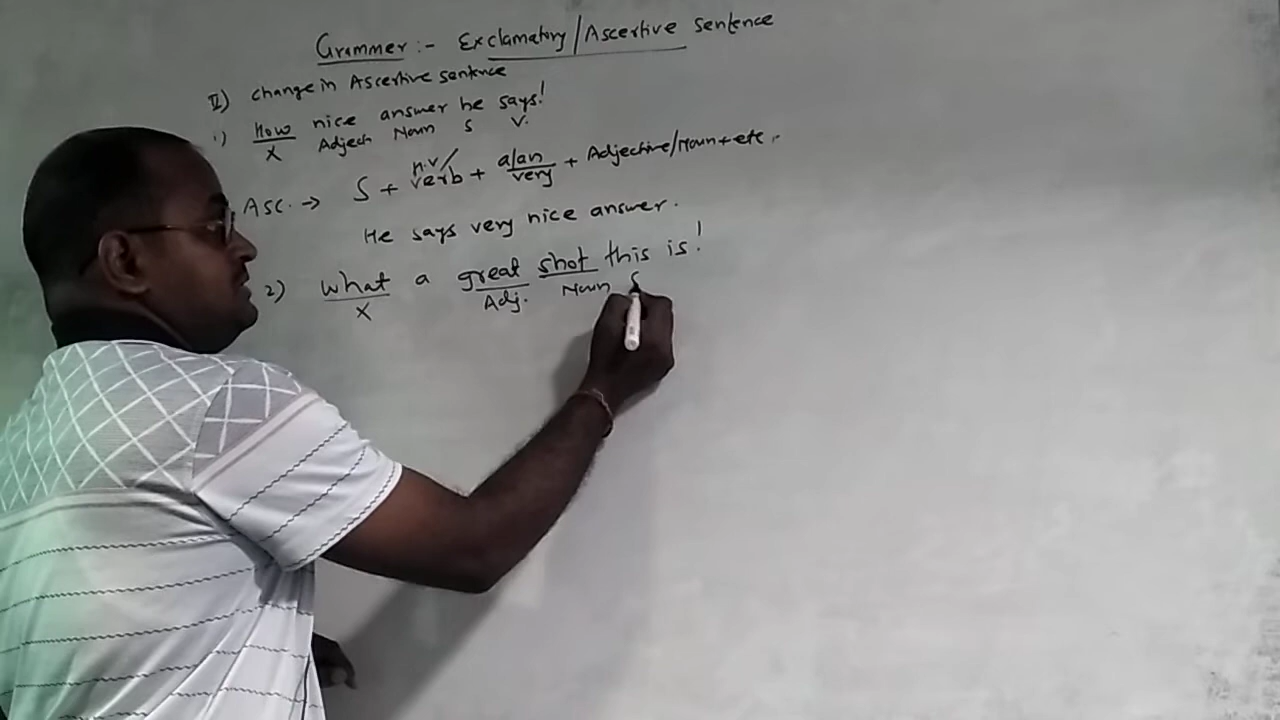 Grammer :- Exclamatory/Ascertive sentence
II) change in Ascertive sentence
1) How nice answer he says!
X Adject Noun S V.
h.v/
ASC. → S + verb + a/an/very + Adjective/Noun + etc.
He says very nice answer.
2) What a great shot this is!
X Adj. Noun S